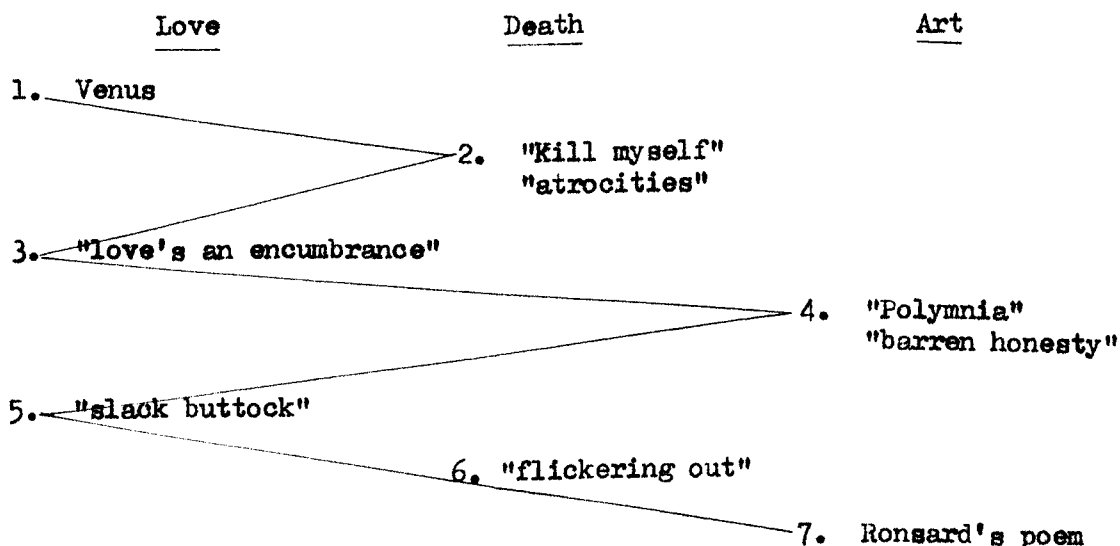 Love Death Art
1. Venus
2. "Kill myself"
"atrocities"
3. "love's an encumbrance"
4. "Polymnia"
"barren honesty"
5. "slack buttock"
6. "flickering out"
7. Ronsard's poem